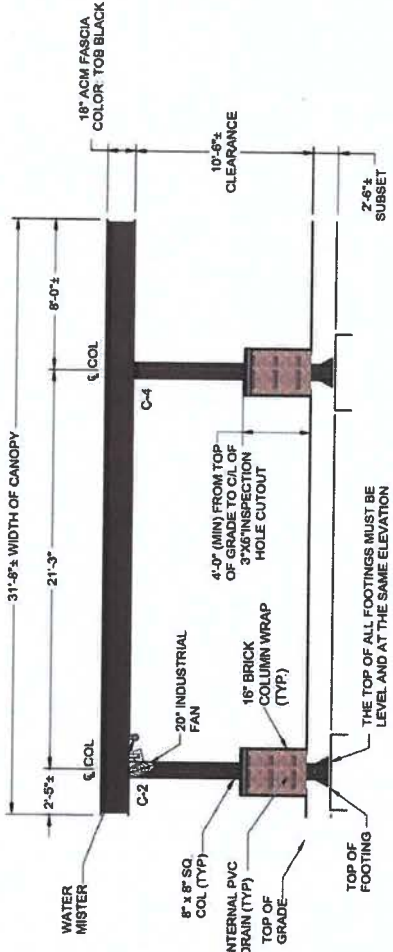 31'-8"± WIDTH OF CANOPY
2'-5"±
21'-3"
8'-0"±
℄ COL
℄ COL
18" ACM FASCIA
COLOR: TOB BLACK
WATER
MISTER
C-2
C-4
20" INDUSTRIAL
FAN
10'-6"±
CLEARANCE
8" x 8" SQ.
COL (TYP)
16" BRICK
COLUMN WRAP
(TYP.)
4'-0" (MIN) FROM TOP
OF GRADE TO C/L OF
3"X6"INSPECTION
HOLE CUTOUT
INTERNAL PVC
DRAIN (TYP)
TOP OF
GRADE
2'-6"±
SUBSET
TOP OF
FOOTING
THE TOP OF ALL FOOTINGS MUST BE
LEVEL AND AT THE SAME ELEVATION